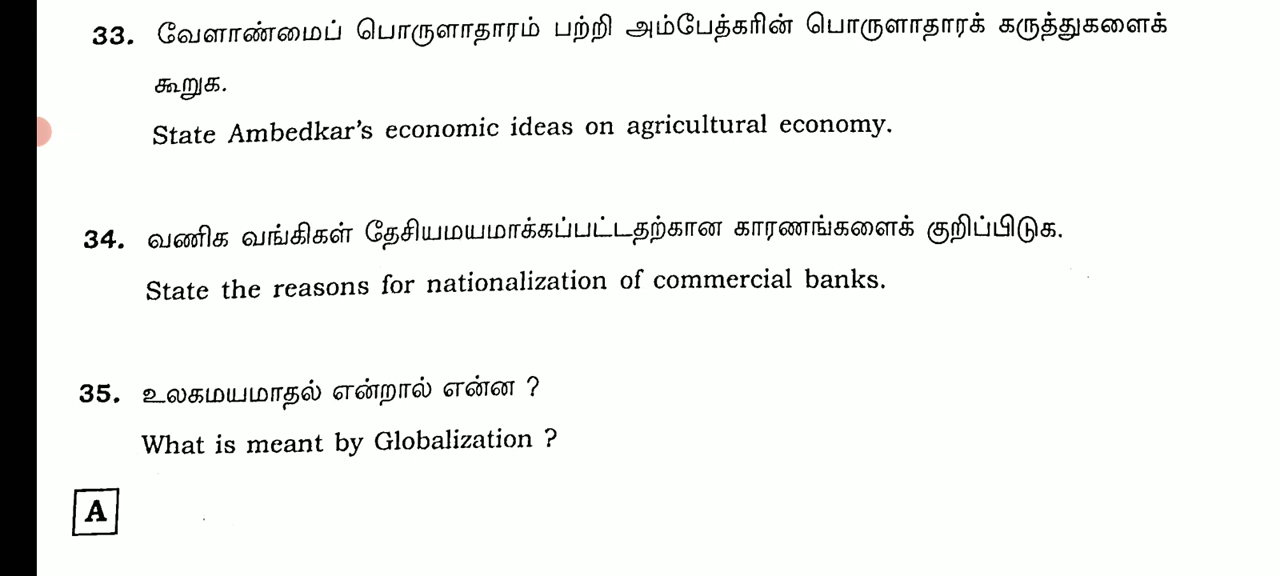 33. வேளாண்மைப் பொருளாதாரம் பற்றி அம்பேத்கரின் பொருளாதாரக் கருத்துகளைக்
கூறுக.
State Ambedkar's economic ideas on agricultural economy.
34. வணிக வங்கிகள் தேசியமயமாக்கப்பட்டதற்கான காரணங்களைக் குறிப்பிடுக.
State the reasons for nationalization of commercial banks.
35. உலகமயமாதல் என்றால் என்ன ?
What is meant by Globalization ?
A